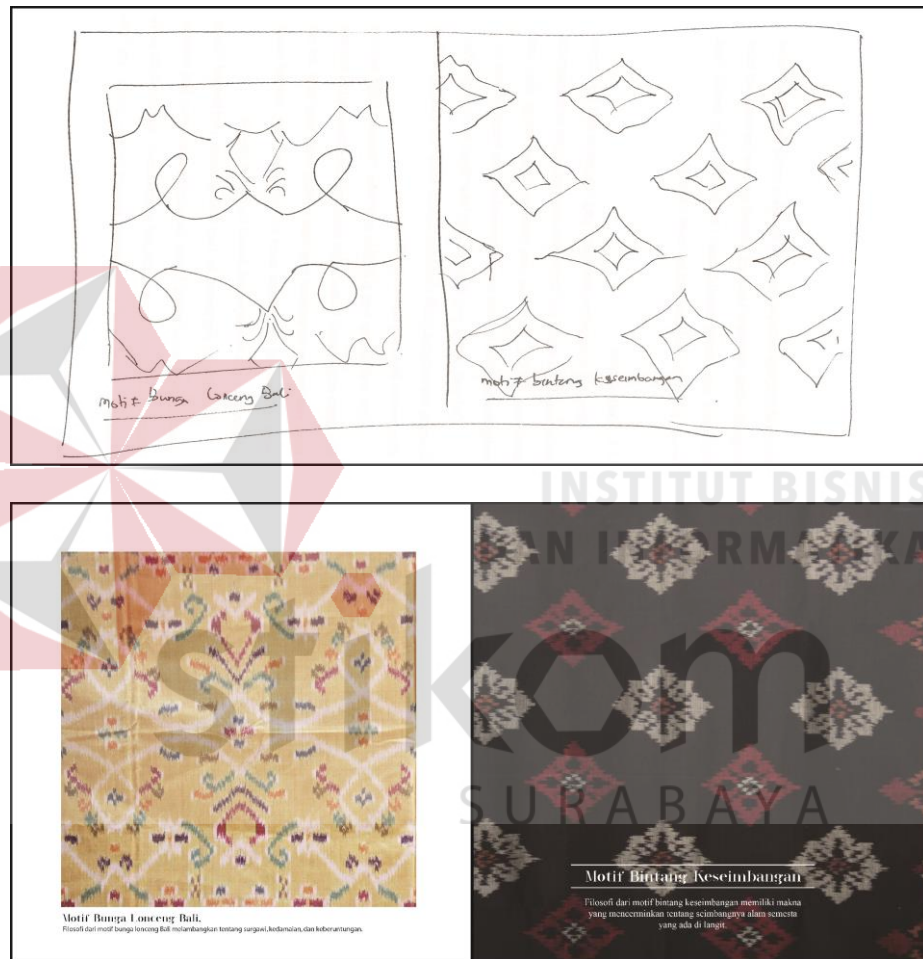 motif bunga lonceng Bali
motif bintang keseimbangan
INSTITUT BISNIS
DAN INFORMATIKA
stikom
SURABAYA
Motif Bunga Lonceng Bali.
Filosofi dari motif bunga lonceng Bali melambangkan tentang surgawi, kedamaian, dan keberuntungan.
Motif Bintang Keseimbangan
Filosofi dari motif bintang keseimbangan memiliki makna
yang mencerminkan tentang seimbangnya alam semesta
yang ada di langit.